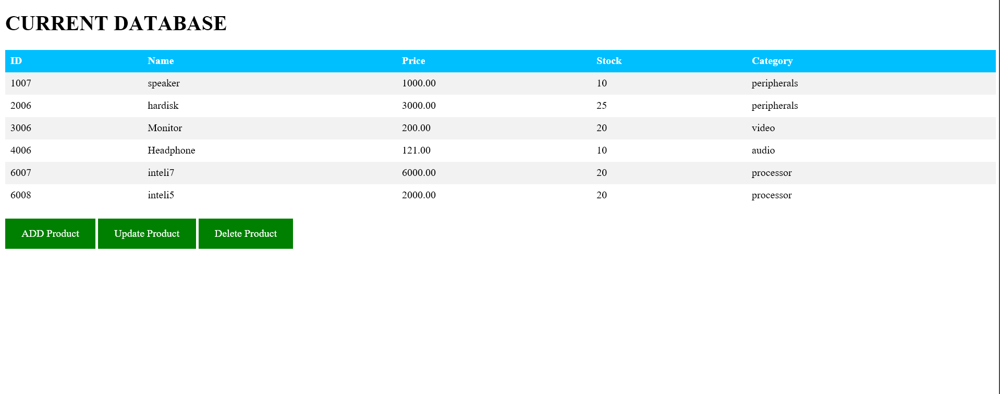 CURRENT DATABASE
ID Name Price Stock Category
1007 speaker 1000.00 10 peripherals
2006 hardisk 3000.00 25 peripherals
3006 Monitor 200.00 20 video
4006 Headphone 121.00 10 audio
6007 inteli7 6000.00 20 processor
6008 inteli5 2000.00 20 processor
ADD Product Update Product Delete Product